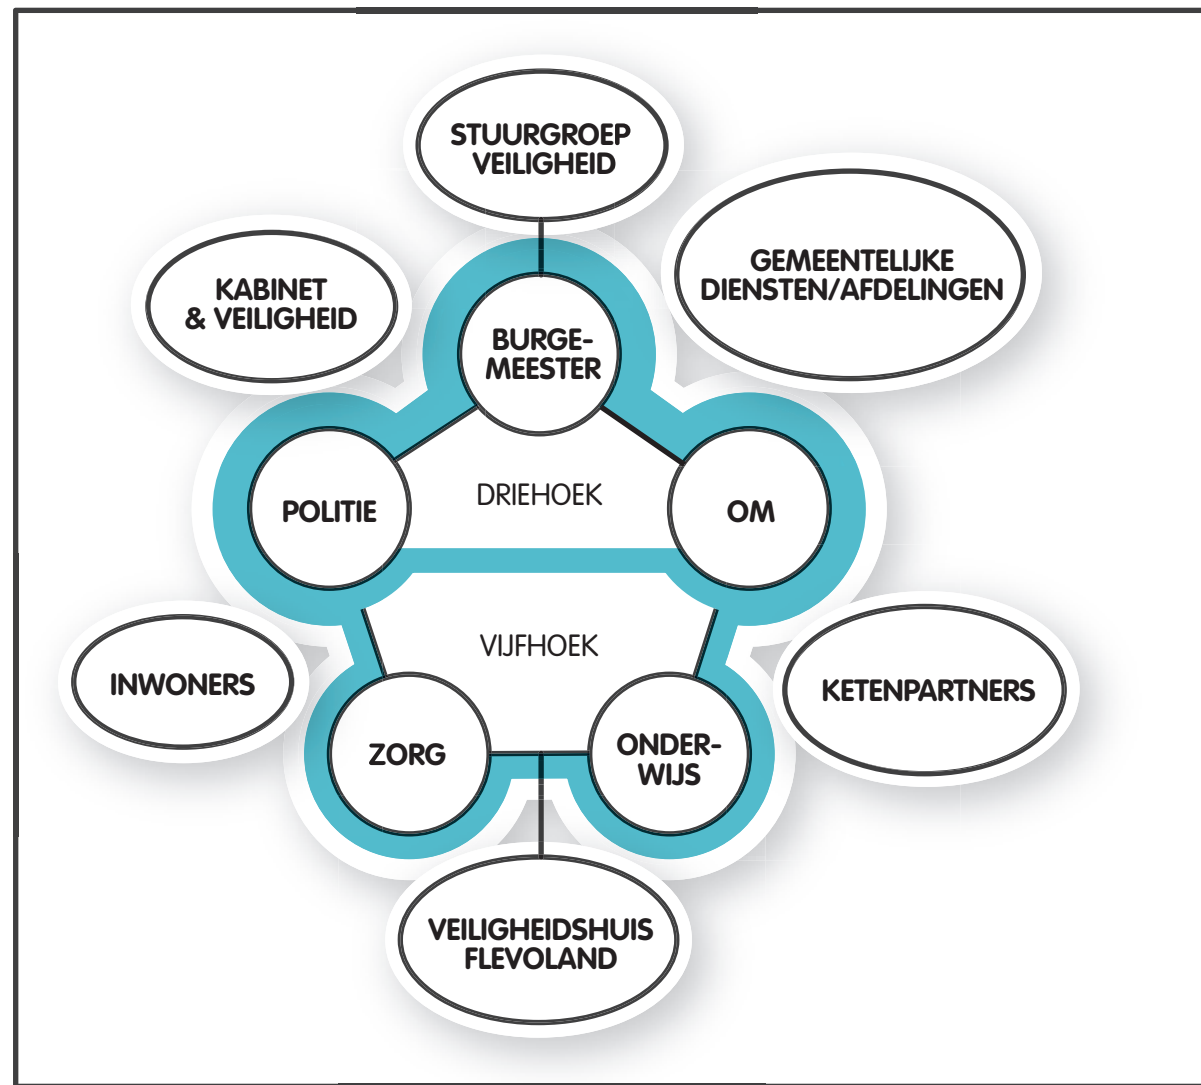 STUURGROEP
VEILIGHEID
GEMEENTELIJKE
DIENSTEN/AFDELINGEN
KABINET
& VEILIGHEID
BURGE-
MEESTER
POLITIE
DRIEHOEK
OM
VIJFHOEK
INWONERS
KETENPARTNERS
ZORG
ONDER-
WIJS
VEILIGHEIDSHUIS
FLEVOLAND